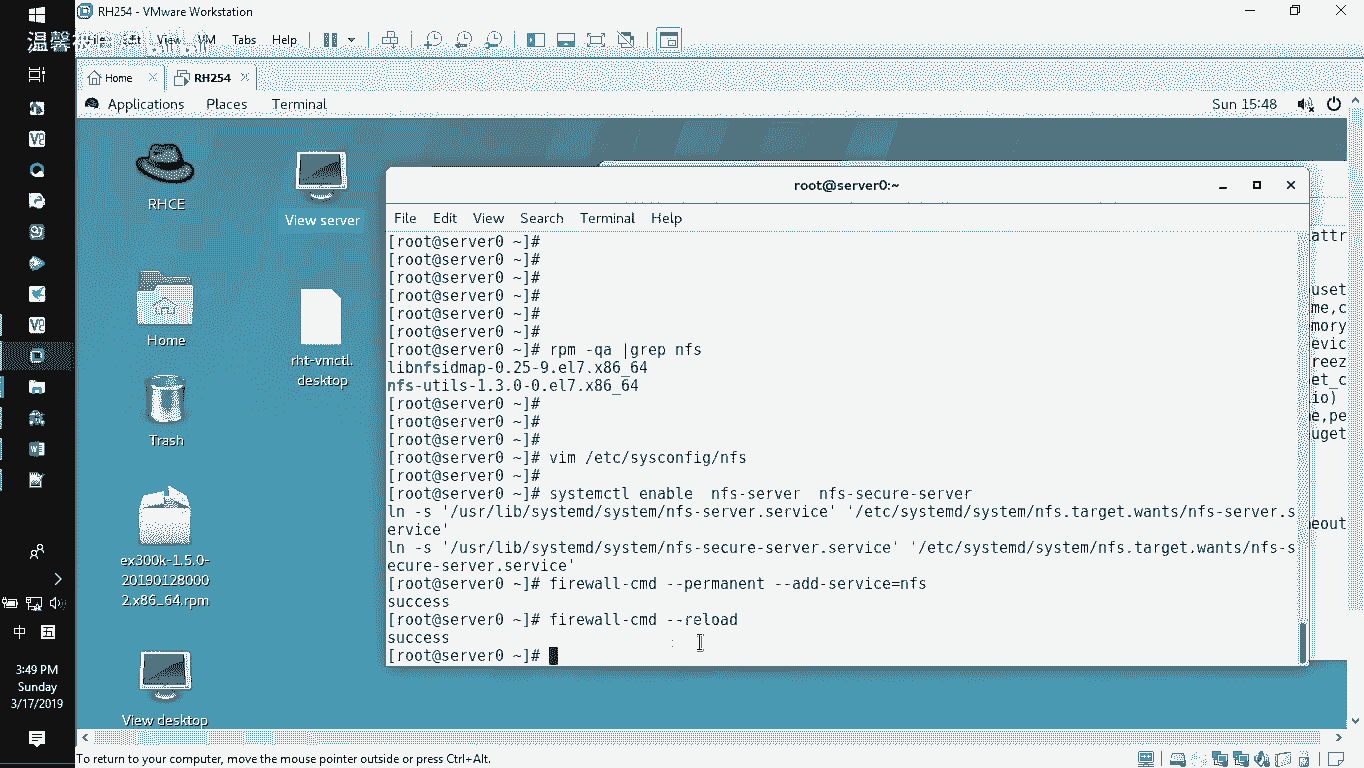 RH254 - VMware Workstation
温馨
View VM Tabs Help
Home
RH254
Applications Places Terminal
Sun 15:48
RHCE
View server
Home
rht-vmctl.
desktop
Trash
ex300k-1.5.0-
20190128000
2.x86_64.rpm
View desktop
root@server0:~
File Edit View Search Terminal Help
[root@server0 ~]#
[root@server0 ~]#
[root@server0 ~]#
[root@server0 ~]#
[root@server0 ~]#
[root@server0 ~]#
[root@server0 ~]# rpm -qa |grep nfs
libnfsidmap-0.25-9.el7.x86_64
nfs-utils-1.3.0-0.el7.x86_64
[root@server0 ~]#
[root@server0 ~]#
[root@server0 ~]#
[root@server0 ~]# vim /etc/sysconfig/nfs
[root@server0 ~]#
[root@server0 ~]# systemctl enable  nfs-server  nfs-secure-server
ln -s '/usr/lib/systemd/system/nfs-server.service' '/etc/systemd/system/nfs.target.wants/nfs-server.s
ervice'
ln -s '/usr/lib/systemd/system/nfs-secure-server.service' '/etc/systemd/system/nfs.target.wants/nfs-s
ecure-server.service'
[root@server0 ~]# firewall-cmd --permanent --add-service=nfs
success
[root@server0 ~]# firewall-cmd --reload
success
[root@server0 ~]#
attr
uset
me,c
mory
evic
reez
et_c
io)
e,pe
uget
eout
中 五
3:49 PM
Sunday
3/17/2019
To return to your computer, move the mouse pointer outside or press Ctrl+Alt.